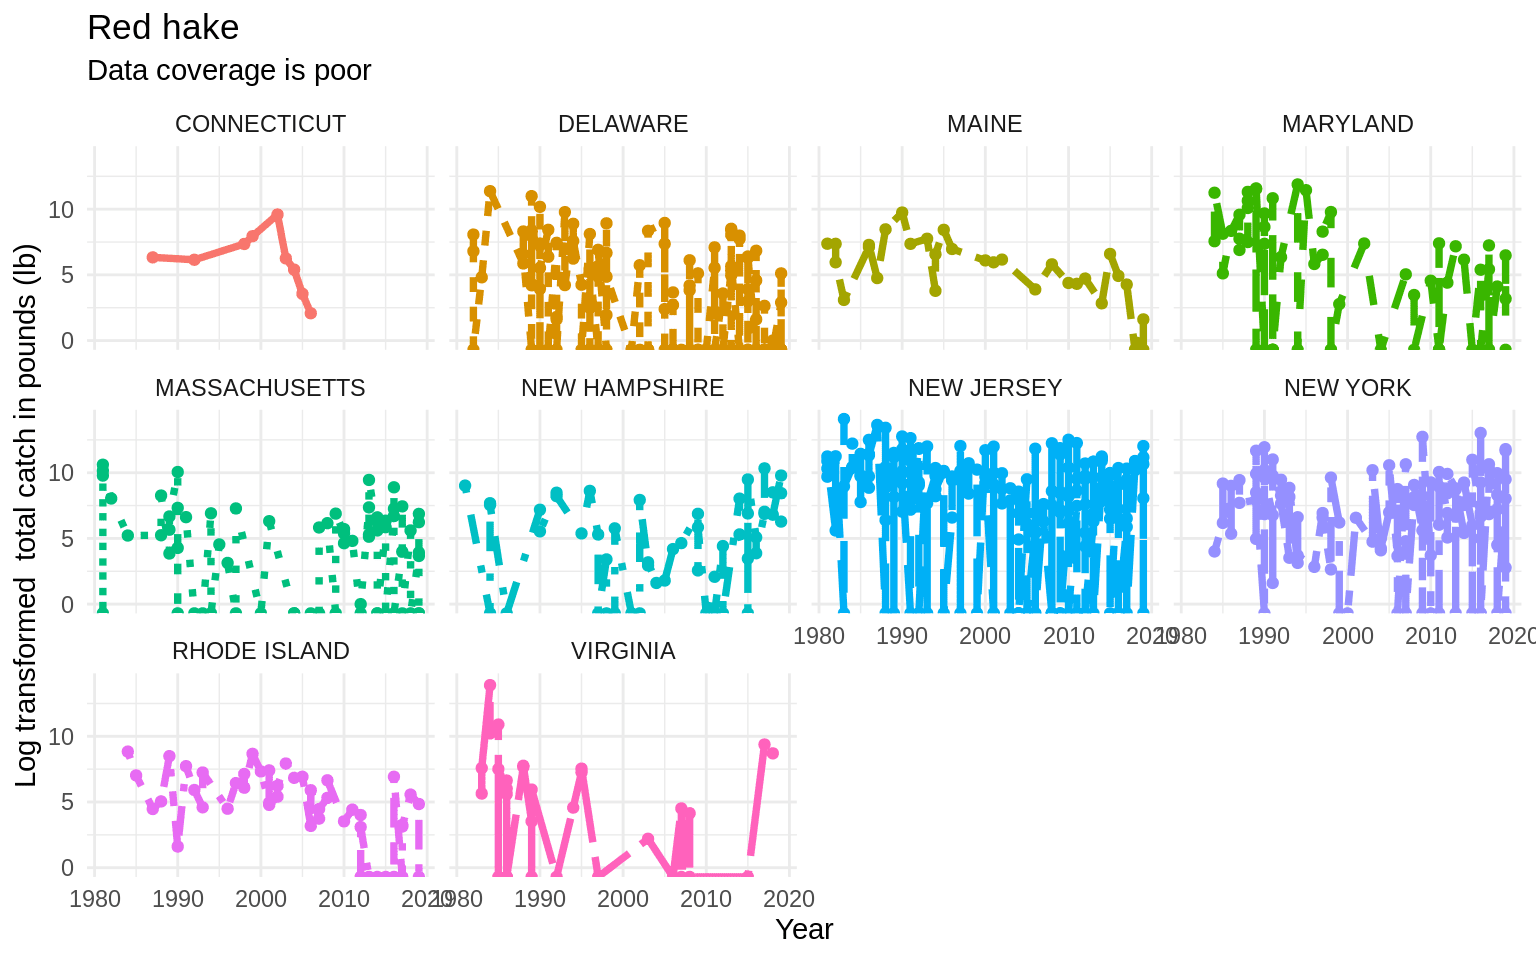 Red hake
Data coverage is poor
CONNECTICUT DELAWARE MAINE MARYLAND
10
5
0
MASSACHUSETTS NEW HAMPSHIRE NEW JERSEY NEW YORK
10
5
0
1980 1990 2000 2010 2020 1980 1990 2000 2010 2020
RHODE ISLAND VIRGINIA
10
5
0
1980 1990 2000 2010 2020 1980 1990 2000 2010 2020
Year
Log transformed  total catch in pounds (lb)